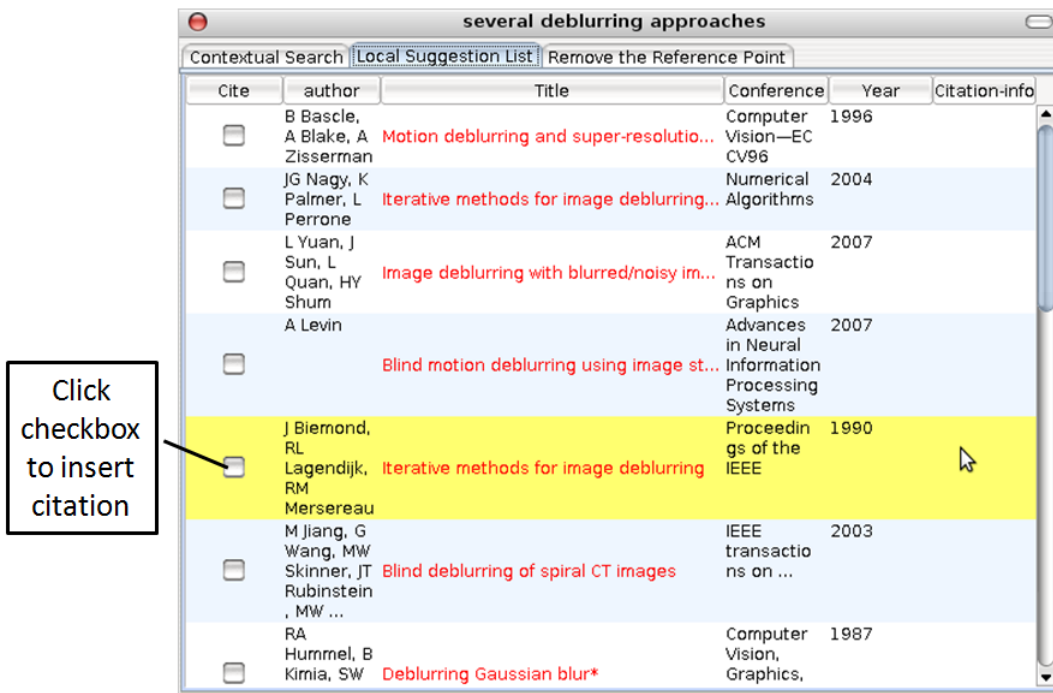 several deblurring approaches
Contextual Search Local Suggestion List Remove the Reference Point
Cite author Title Conference Year Citation-info
B Bascle,
A Blake, A
Zisserman
Motion deblurring and super-resolutio...
Computer
Vision—EC
CV96
1996
JG Nagy, K
Palmer, L
Perrone
Iterative methods for image deblurring...
Numerical
Algorithms
2004
L Yuan, J
Sun, L
Quan, HY
Shum
Image deblurring with blurred/noisy im...
ACM
Transactio
ns on
Graphics
2007
A Levin
Blind motion deblurring using image st...
Advances
in Neural
Information
Processing
Systems
2007
Click
checkbox
to insert
citation
J Biemond,
RL
Lagendijk,
RM
Mersereau
Iterative methods for image deblurring
Proceedin
gs of the
IEEE
1990
M Jiang, G
Wang, MW
Skinner, JT
Rubinstein
, MW ...
Blind deblurring of spiral CT images
IEEE
transactio
ns on ...
2003
RA
Hummel, B
Kimia, SW
Deblurring Gaussian blur*
Computer
Vision,
Graphics,
1987